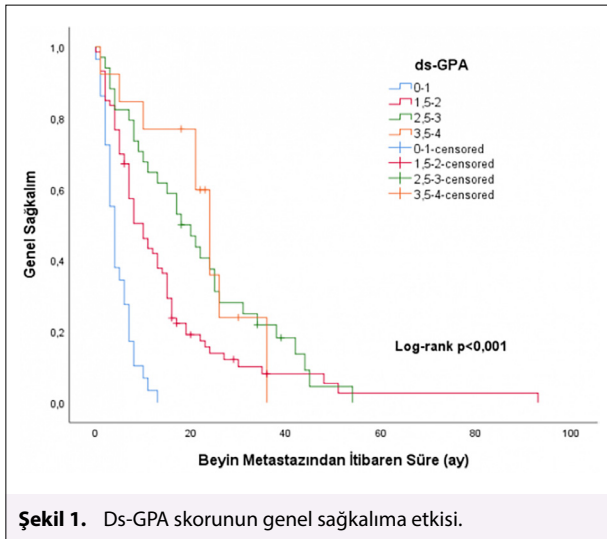 ds-GPA
0-1
1,5-2
2,5-3
3,5-4
0-1-censored
1,5-2-censored
2,5-3-censored
3,5-4-censored
Genel Sağkalım
1,0
0,8
0,6
0,4
0,2
0,0
Log-rank p<0,001
0 20 40 60 80 100
Beyin Metastazından İtibaren Süre (ay)
Şekil 1. Ds-GPA skorunun genel sağkalıma etkisi.